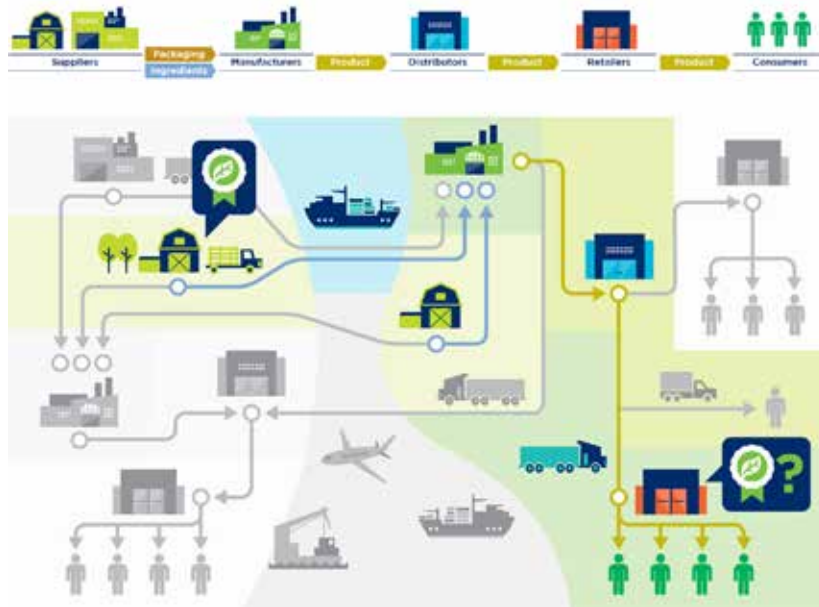 Packaging
Suppliers Manufacturers Product Distributors Product Retailers Product Consumers
Ingredients
?